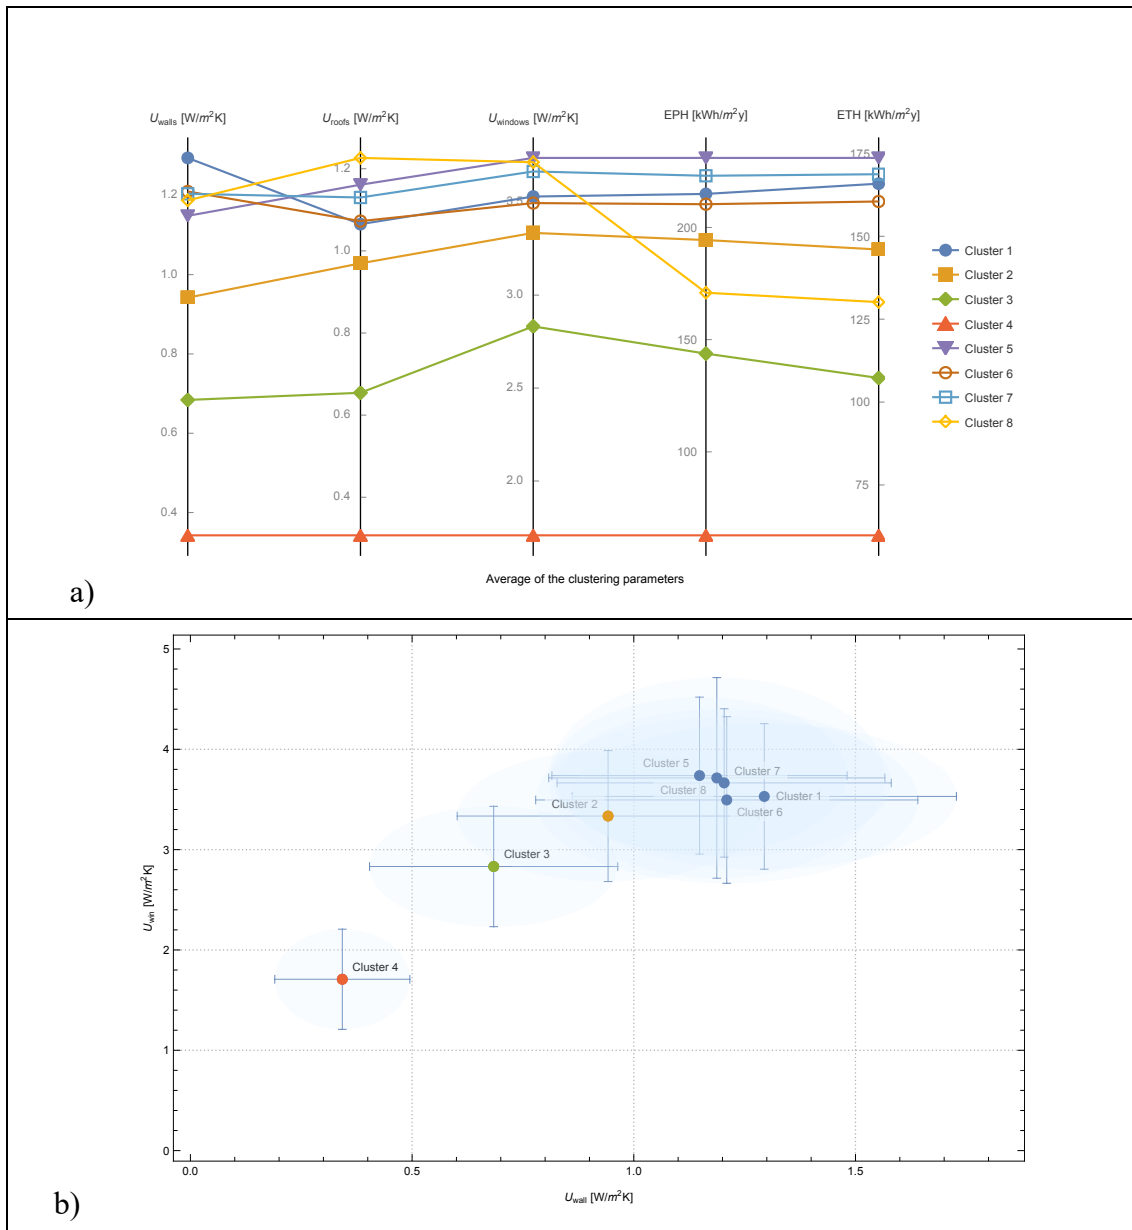 U_walls [W/m²K] U_roofs [W/m²K] U_windows [W/m²K] EPH [kWh/m²y] ETH [kWh/m²y]
1.2 1.2 3.5 200 175
1.0 1.0 3.0 150 150
0.8 0.8 2.5 100 125
0.6 0.6 2.0 100
0.4 0.4 75
Cluster 1
Cluster 2
Cluster 3
Cluster 4
Cluster 5
Cluster 6
Cluster 7
Cluster 8
Average of the clustering parameters
a)
5
4
3
2
1
0
U_win [W/m²K]
Cluster 5
Cluster 7
Cluster 8
Cluster 1
Cluster 2
Cluster 6
Cluster 3
Cluster 4
0.0 0.5 1.0 1.5
U_wall [W/m²K]
b)